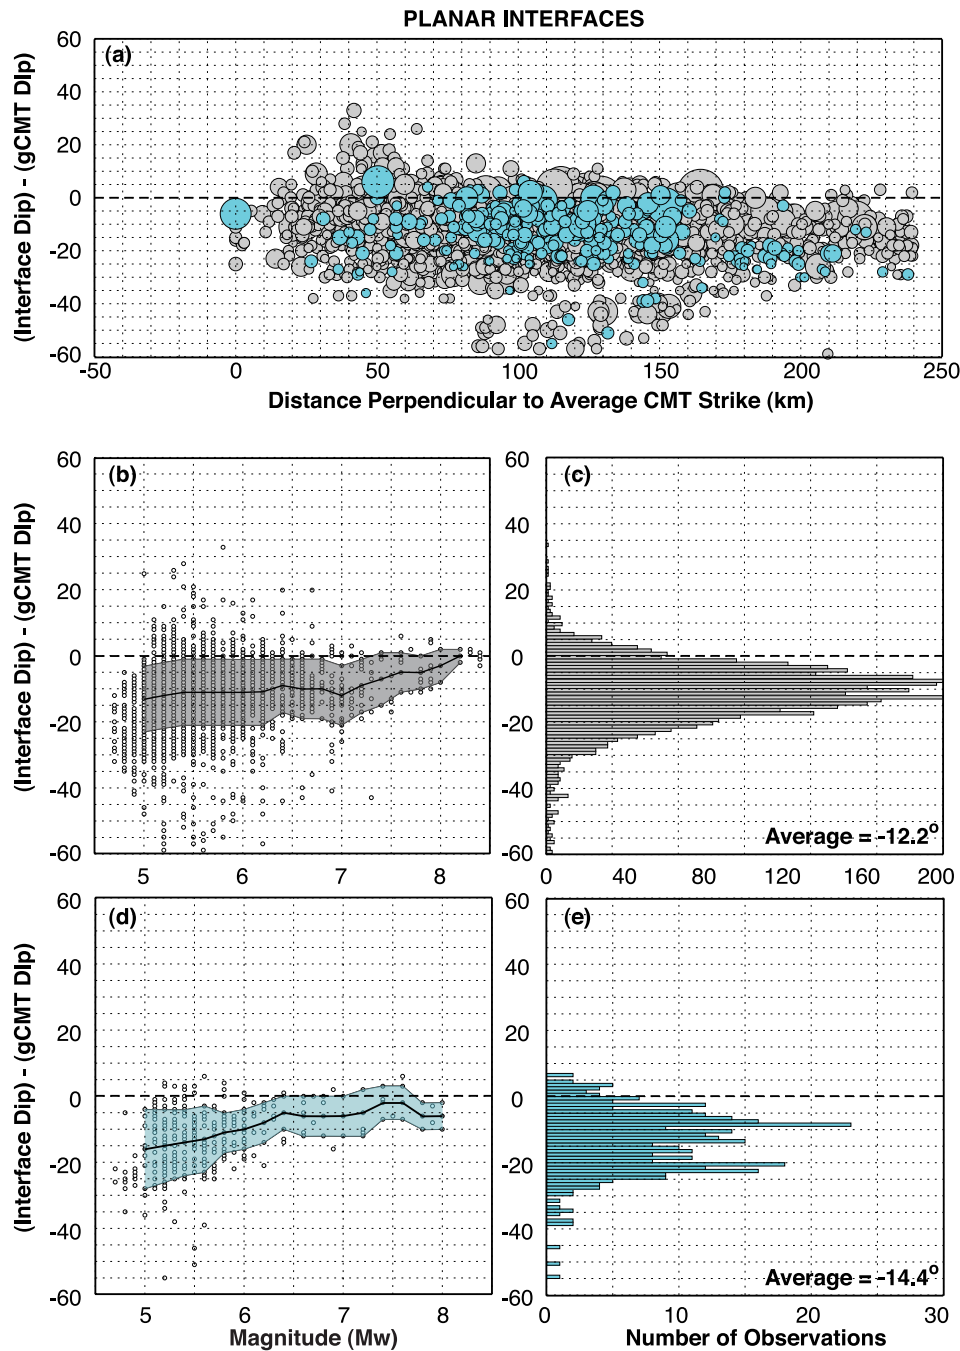 PLANAR INTERFACES
(a)
(Interface Dip) - (gCMT DIp)
60
40
20
0
-20
-40
-60
-50 0 50 100 150 200 250
Distance Perpendicular to Average CMT Strike (km)
(b)
(Interface Dip) - (gCMT DIp)
60
40
20
0
-20
-40
-60
5 6 7 8
(c)
60
40
20
0
-20
-40
-60
Average = -12.2o
0 40 80 120 160 200
(d)
(Interface Dip) - (gCMT DIp)
60
40
20
0
-20
-40
-60
5 6 7 8
Magnitude (Mw)
(e)
60
40
20
0
-20
-40
-60
Average = -14.4o
0 10 20 30
Number of Observations